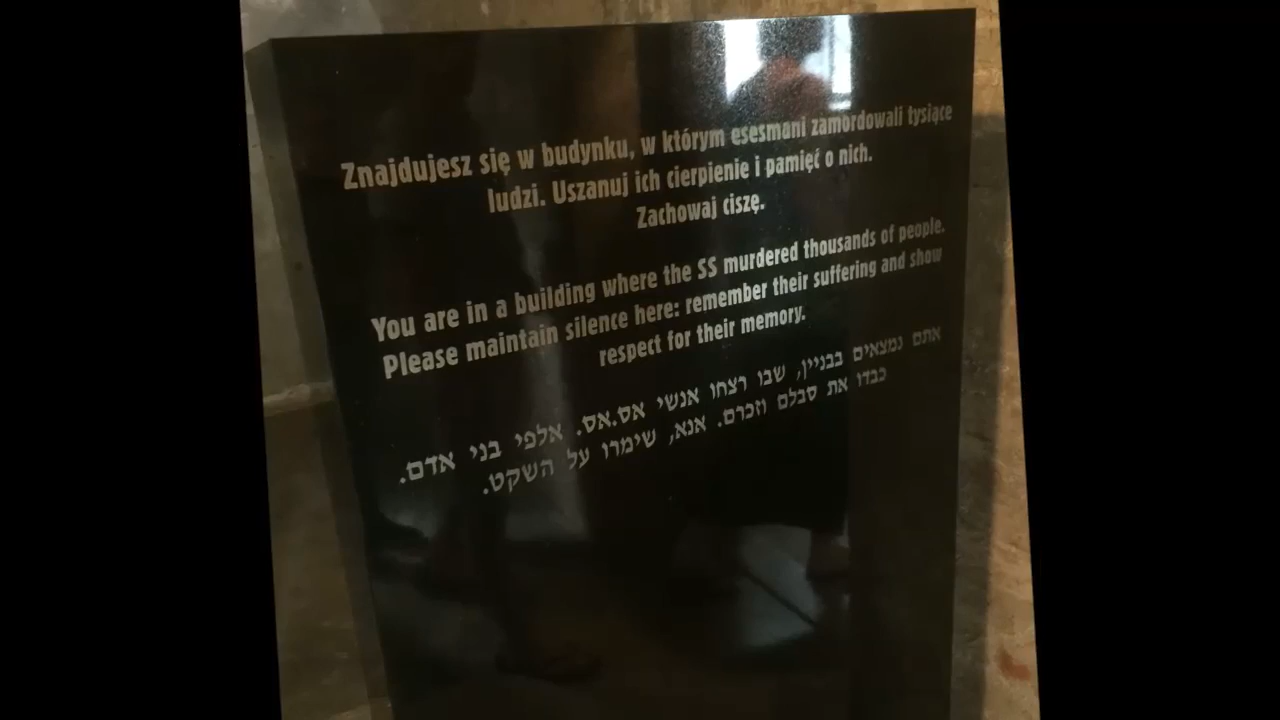 Znajdujesz się w budynku, w którym esesmani zamordowali tysiące
ludzi. Uszanuj ich cierpienie i pamięć o nich.
Zachowaj ciszę.
You are in a building where the SS murdered thousands of people.
Please maintain silence here: remember their suffering and show
respect for their memory.
אתם נמצאים בבניין, שבו רצחו אנשי אס.אס. אלפי בני אדם.
כבדו את סבלם וזכרם. אנא, שימרו על השקט.